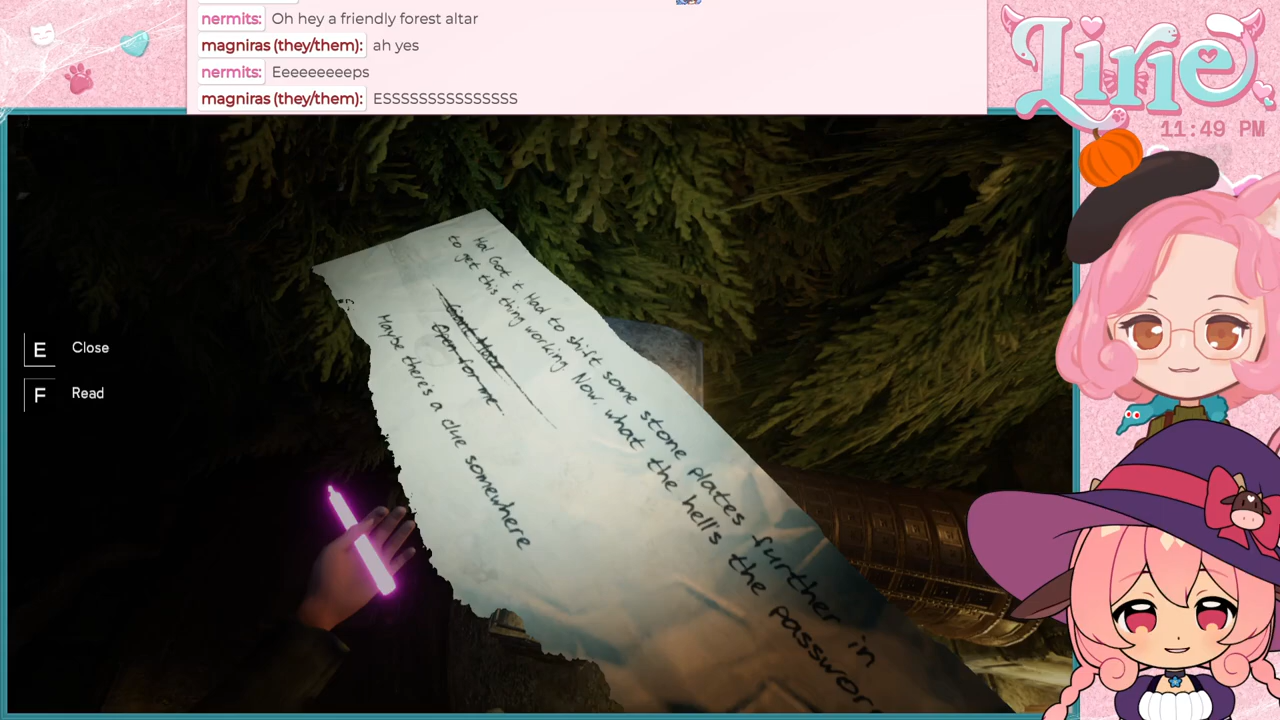 nermits: Oh hey a friendly forest altar
magniras (they/them): ah yes
nermits: Eeeeeeeeeps
magniras (they/them): ESSSSSSSSSSSSSSS
Lirie
11:49 PM
E Close
F Read
Ha! Got it Had to shift some stone plates further in
to get this thing working Now, what the hell's the passwor
Open for me
Maybe there's a clue somewhere